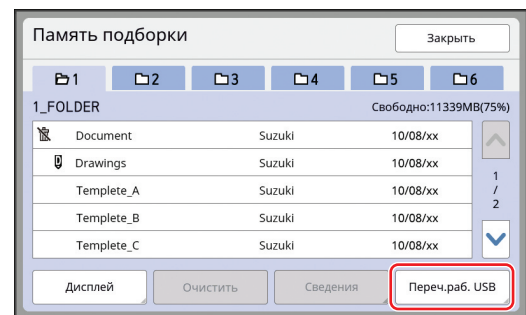 Память подборки
Закрыть
1 2 3 4 5 6
1_FOLDER Свободно:11339MB(75%)
Document Suzuki 10/08/xx
Drawings Suzuki 10/08/xx
Templete_A Suzuki 10/08/xx
Templete_B Suzuki 10/08/xx
Templete_C Suzuki 10/08/xx
1
/
2
Дисплей Очистить Сведения Переч.раб. USB